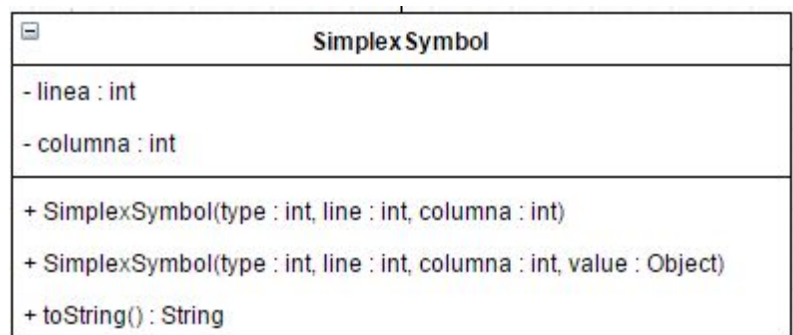 SimplexSymbol
- linea : int
- columna : int
+ SimplexSymbol(type : int, line : int, columna : int)
+ SimplexSymbol(type : int, line : int, columna : int, value : Object)
+ toString() : String